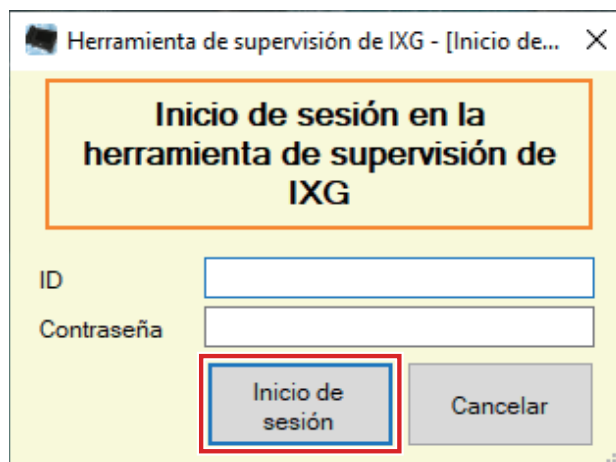 Herramienta de supervisión de IXG - [Inicio de...
Inicio de sesión en la
herramienta de supervisión de
IXG
ID
Contraseña
Inicio de
sesión
Cancelar